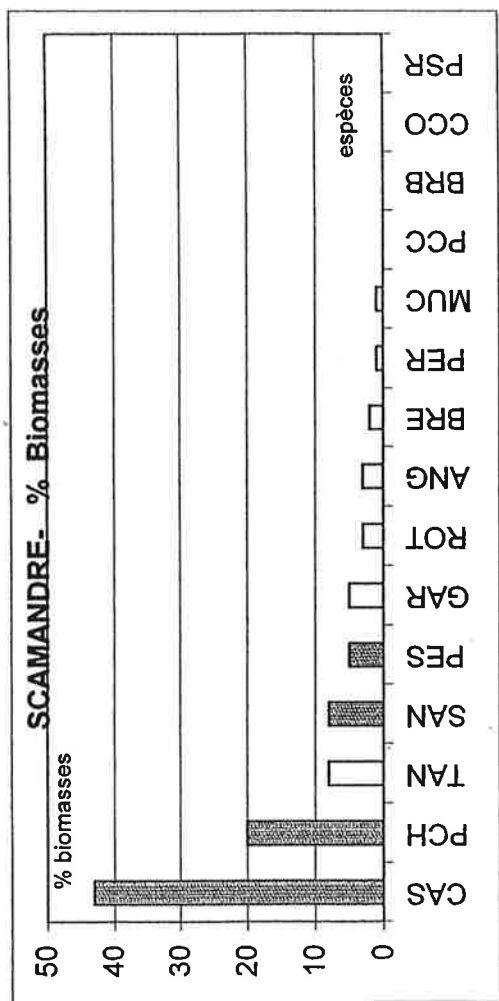 SCAMANDRE- % Biomasses
% biomasses
50
40
30
20
10
0
espèces
CAS
PCH
TAN
SAN
PES
GAR
ROT
ANG
BRE
PER
MUC
PCC
BRB
CCO
PSR